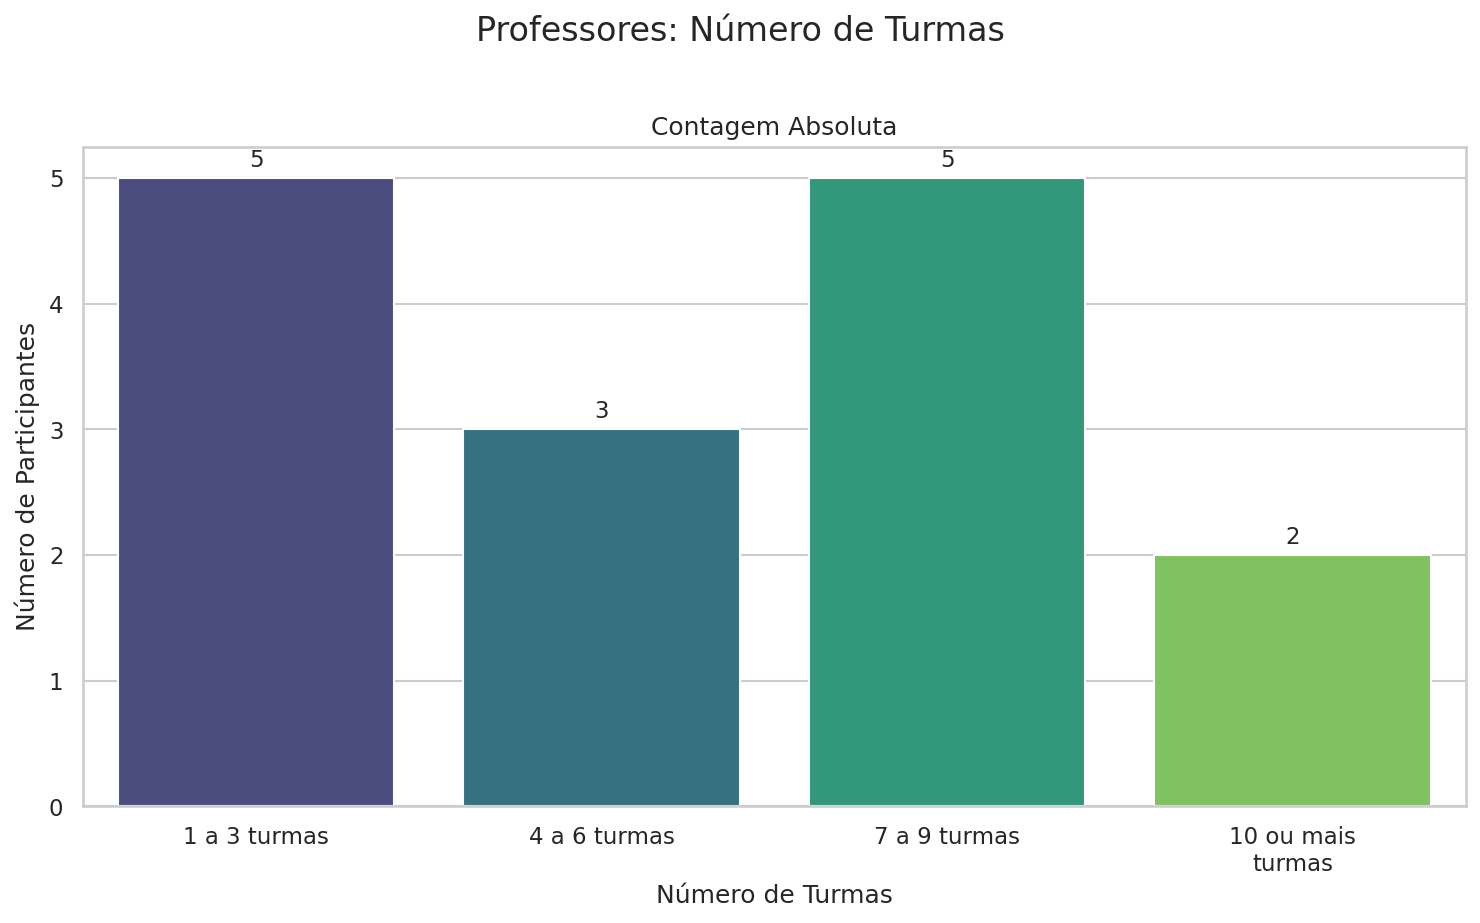 Professores: Número de Turmas
Contagem Absoluta
5
5
5
4
3
3
2
2
1
0
Número de Participantes
1 a 3 turmas
4 a 6 turmas
7 a 9 turmas
10 ou mais
turmas
Número de Turmas